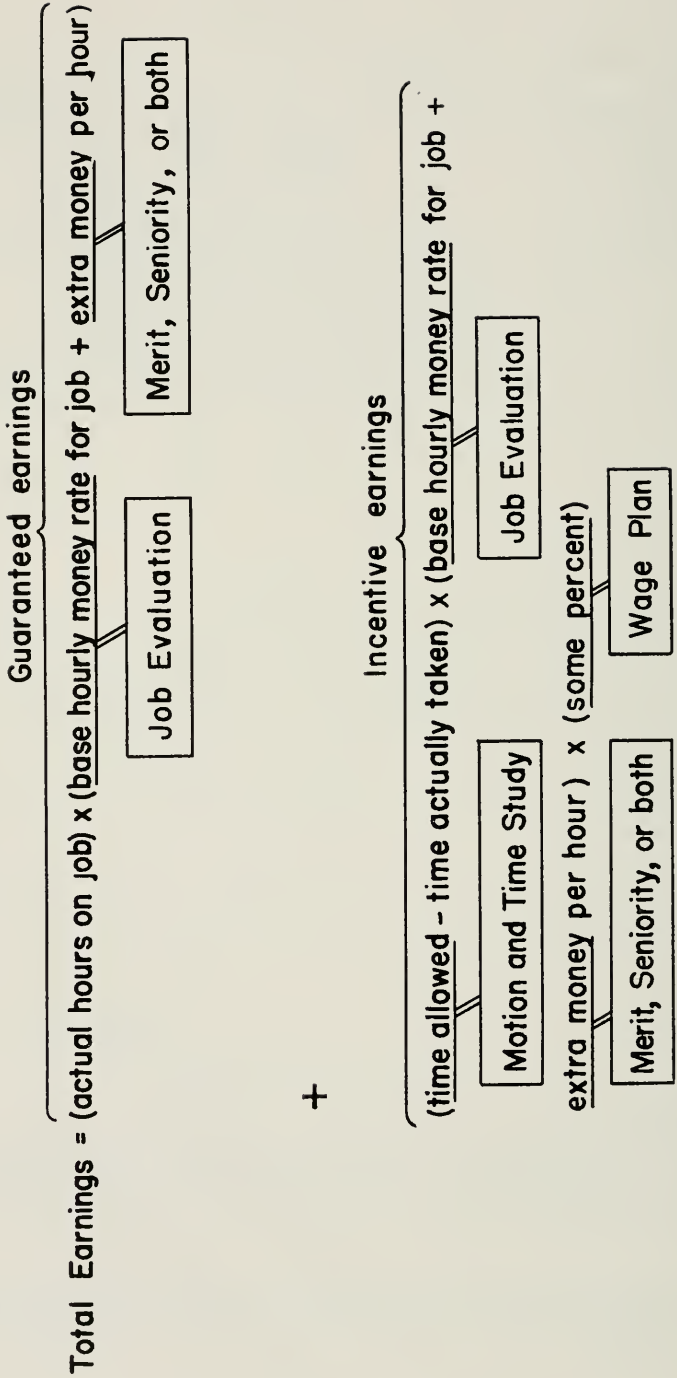 Guaranteed earnings
Total Earnings = (actual hours on job) x (base hourly money rate for job + extra money per hour)
Job Evaluation
Merit, Seniority, or both
+
Incentive earnings
(time allowed - time actually taken) x (base hourly money rate for job +
Motion and Time Study
Job Evaluation
extra money per hour) x (some percent)
Merit, Seniority, or both
Wage Plan